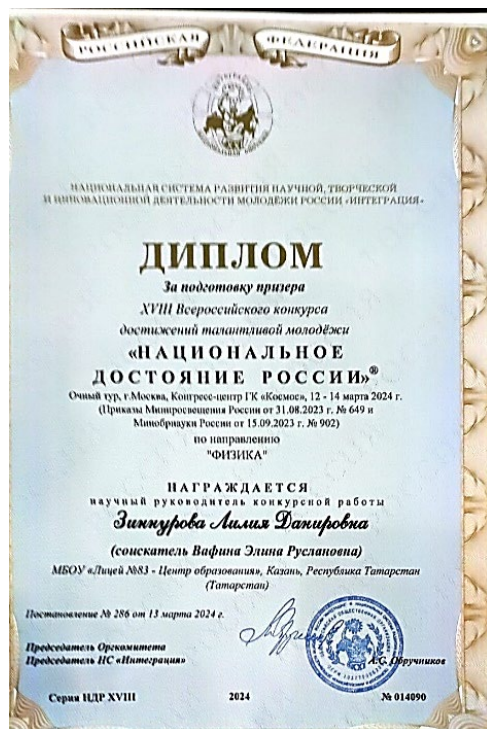 РОССИЙСКАЯ ФЕДЕРАЦИЯ
НАЦИОНАЛЬНАЯ СИСТЕМА РАЗВИТИЯ НАУЧНОЙ, ТВОРЧЕСКОЙ
И ИННОВАЦИОННОЙ ДЕЯТЕЛЬНОСТИ МОЛОДЁЖИ РОССИИ «ИНТЕГРАЦИЯ»
ДИПЛОМ
За подготовку призера
XVIII Всероссийского конкурса
достижений талантливой молодёжи
«НАЦИОНАЛЬНОЕ
ДОСТОЯНИЕ РОССИИ»®
Очный тур, г.Москва, Конгресс-центр ГК «Космос», 12 - 14 марта 2024 г.
(Приказы Минпросвещения России от 31.08.2023 г. № 649 и
Минобрнауки России от 15.09.2023 г. № 902)
по направлению
"ФИЗИКА"
НАГРАЖДАЕТСЯ
научный руководитель конкурсной работы
Зиннурова Лилия Данировна
(соискатель Вафина Элина Руслановна)
МБОУ «Лицей №83 - Центр образования», Казань, Республика Татарстан
(Татарстан)
Постановление № 286 от 13 марта 2024 г.
Председатель Оргкомитета
Председатель НС «Интеграция»
А.С. Обручников
Серия НДР XVIII 2024 № 014090